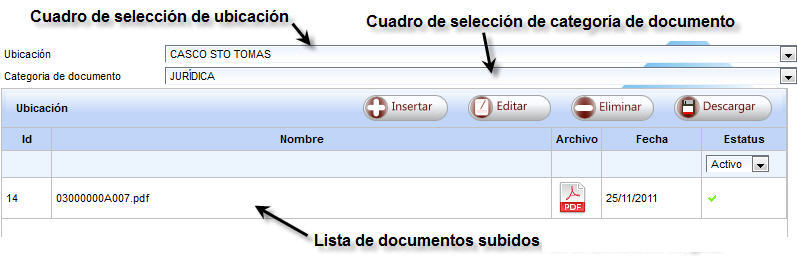 Cuadro de selección de ubicación
Cuadro de selección de categoría de documento
Ubicación CASCO STO TOMAS
Categoria de documento JURÍDICA
Ubicación Insertar Editar Eliminar Descargar
Id Nombre Archivo Fecha Estatus
Activo
14 03000000A007.pdf PDF 25/11/2011
Lista de documentos subidos